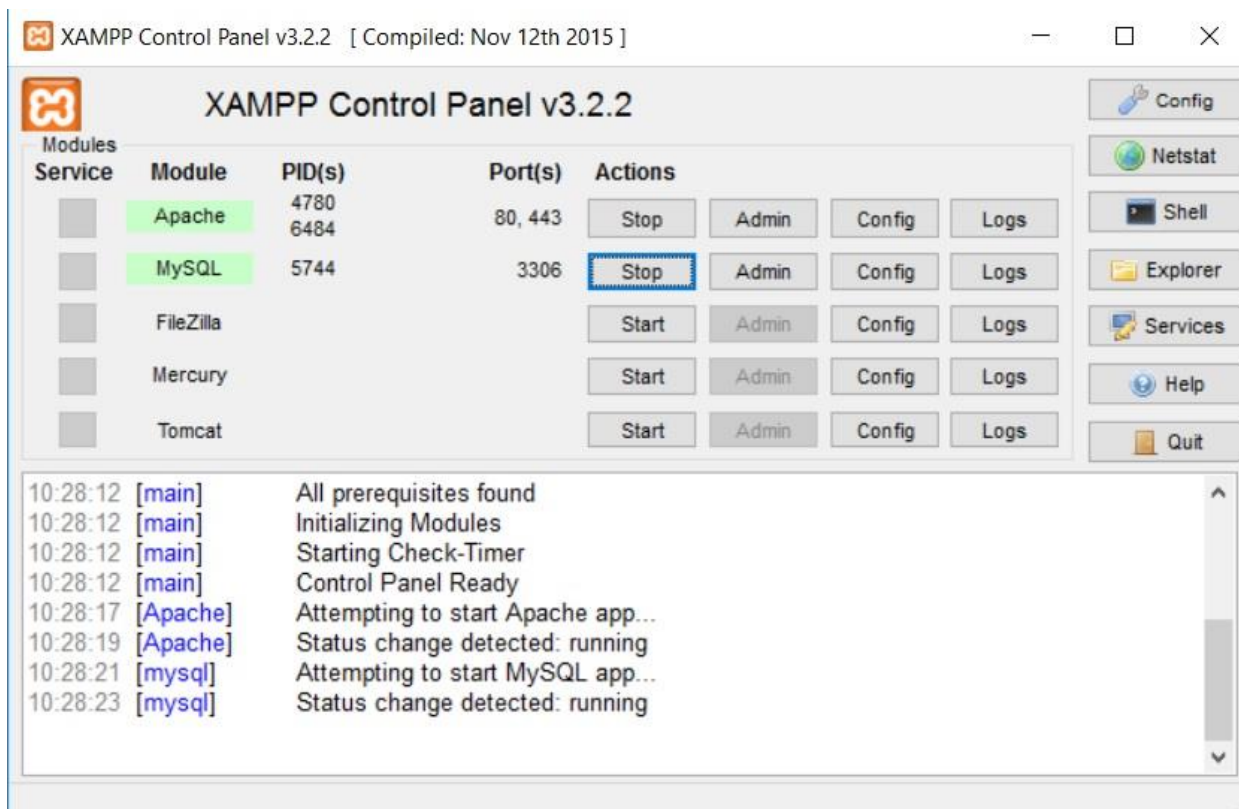 XAMPP Control Panel v3.2.2 [ Compiled: Nov 12th 2015 ]
XAMPP Control Panel v3.2.2
Config
Modules
Service Module PID(s) Port(s) Actions
Netstat
Apache 4780 6484 80, 443 Stop Admin Config Logs
Shell
MySQL 5744 3306 Stop Admin Config Logs
Explorer
FileZilla Start Admin Config Logs
Services
Mercury Start Admin Config Logs
Help
Tomcat Start Admin Config Logs
Quit
10:28:12 [main] All prerequisites found
10:28:12 [main] Initializing Modules
10:28:12 [main] Starting Check-Timer
10:28:12 [main] Control Panel Ready
10:28:17 [Apache] Attempting to start Apache app...
10:28:19 [Apache] Status change detected: running
10:28:21 [mysql] Attempting to start MySQL app...
10:28:23 [mysql] Status change detected: running